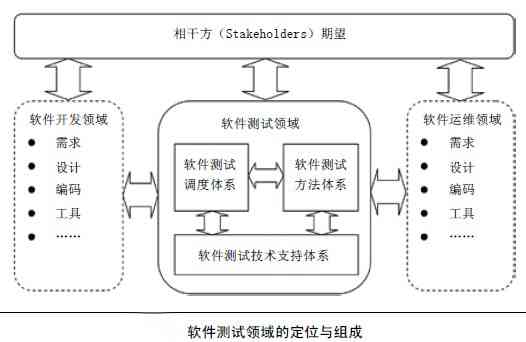 相干方（Stakeholders）期望
软件开发领域
● 需求
● 设计
● 编码
● 工具
● ……
软件测试领域
软件测试
调度体系
软件测试
方法体系
软件测试技术支持体系
软件运维领域
● 需求
● 设计
● 编码
● 工具
● ……
软件测试领域的定位与组成